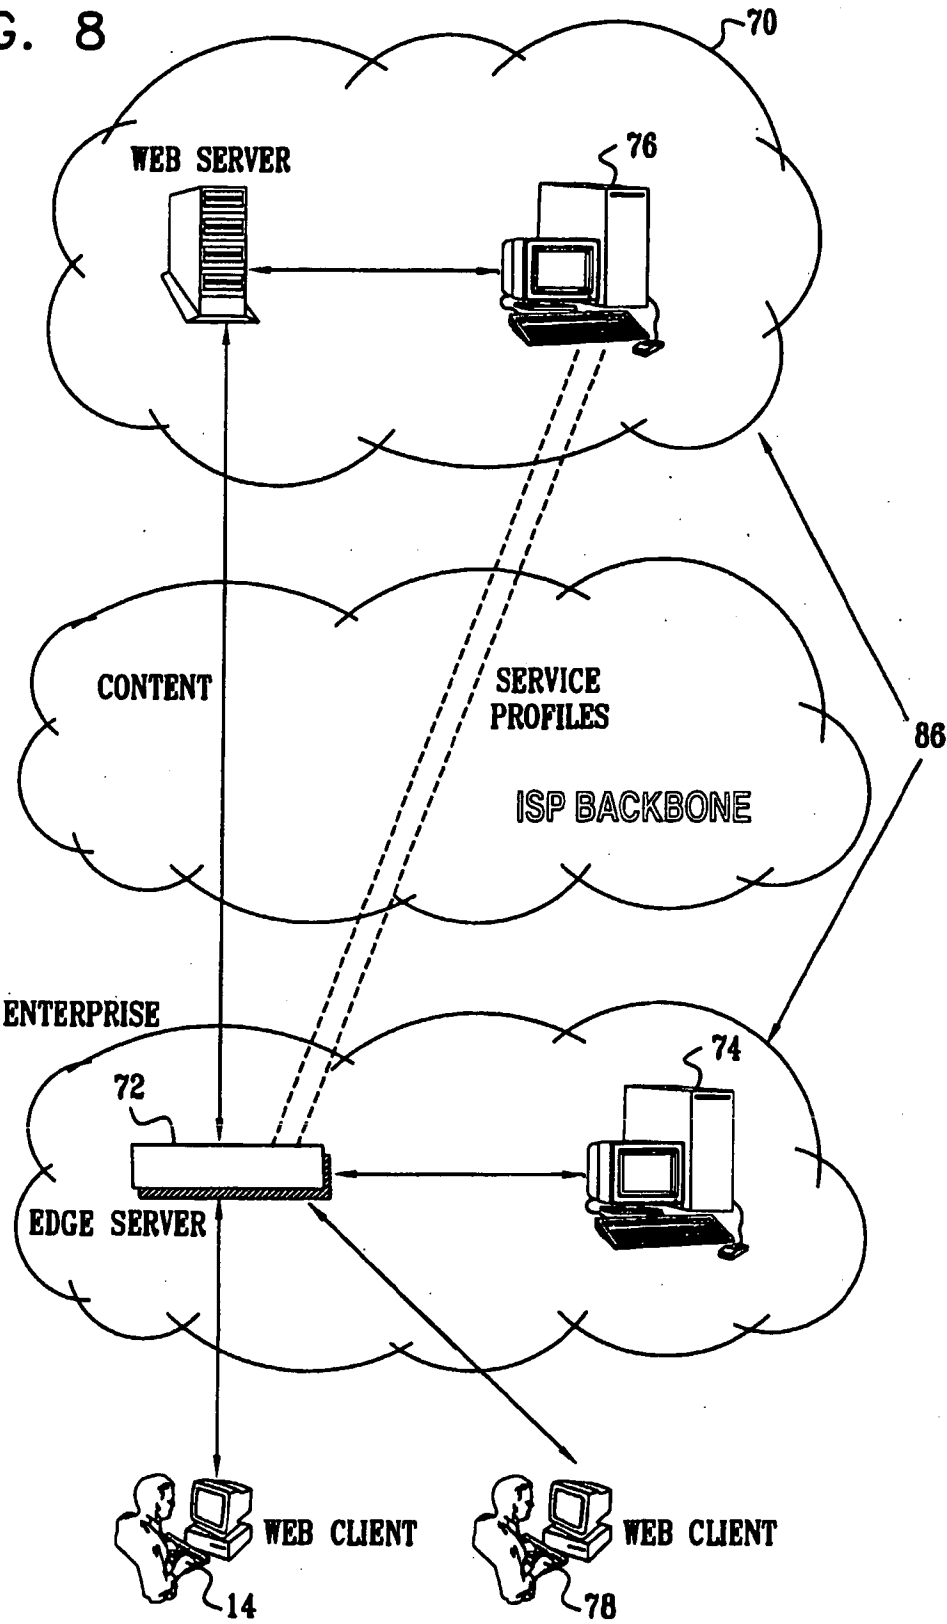 G. 8
70
WEB SERVER
76
CONTENT
SERVICE
PROFILES
86
ISP BACKBONE
ENTERPRISE
74
72
EDGE SERVER
WEB CLIENT
WEB CLIENT
14
78